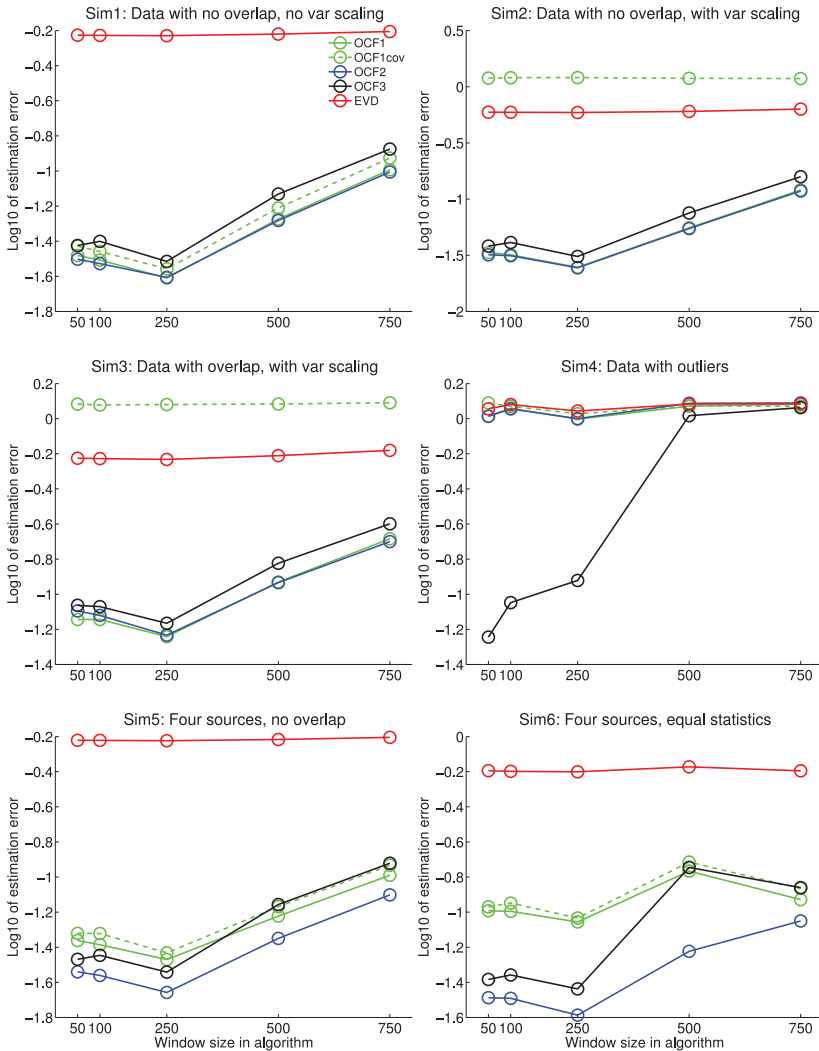 Sim1: Data with no overlap, no var scaling
Log10 of estimation error
−0.2
−0.4
−0.6
−0.8
−1
−1.2
−1.4
−1.6
−1.8
50 100 250 500 750
OCF1
OCF1cov
OCF2
OCF3
EVD
Sim2: Data with no overlap, with var scaling
Log10 of estimation error
0.5
0
−0.5
−1
−1.5
−2
50 100 250 500 750
Sim3: Data with overlap, with var scaling
Log10 of estimation error
0.2
0
−0.2
−0.4
−0.6
−0.8
−1
−1.2
−1.4
50 100 250 500 750
Sim4: Data with outliers
Log10 of estimation error
0.2
0
−0.2
−0.4
−0.6
−0.8
−1
−1.2
−1.4
50 100 250 500 750
Sim5: Four sources, no overlap
Log10 of estimation error
−0.2
−0.4
−0.6
−0.8
−1
−1.2
−1.4
−1.6
−1.8
50 100 250 500 750
Window size in algorithm
Sim6: Four sources, equal statistics
Log10 of estimation error
0
−0.2
−0.4
−0.6
−0.8
−1
−1.2
−1.4
−1.6
50 100 250 500 750
Window size in algorithm